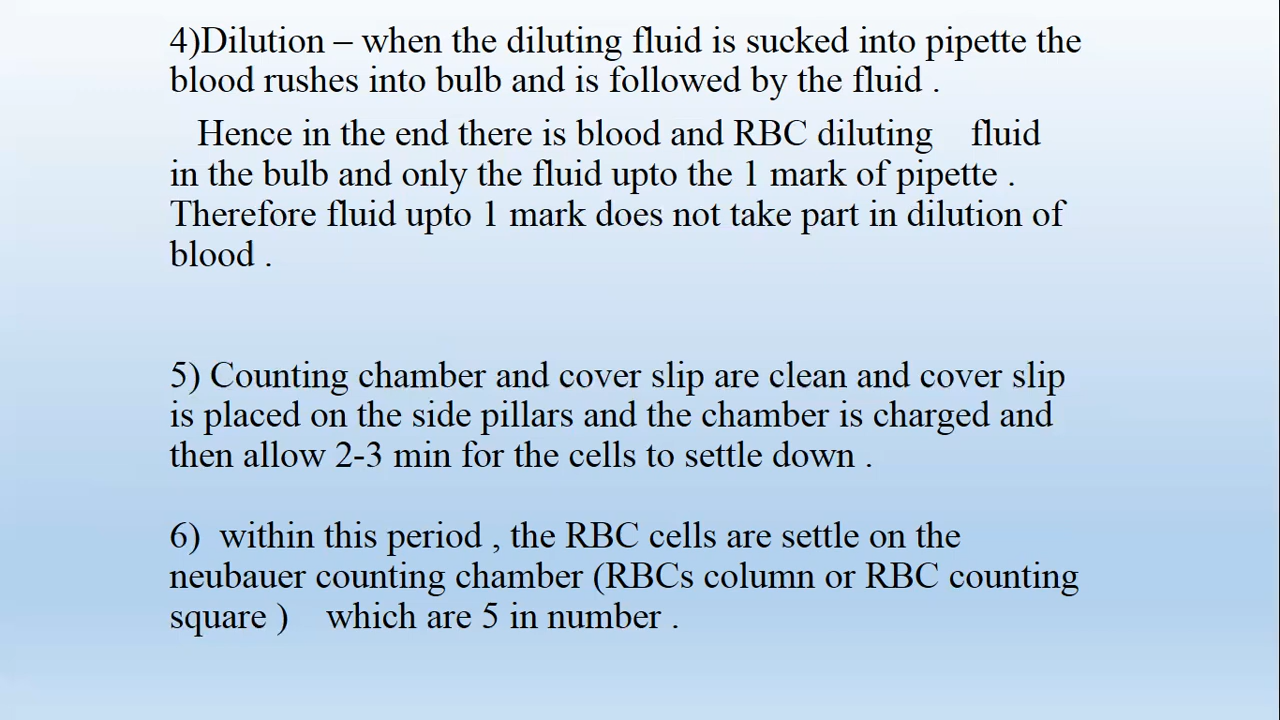 4)Dilution – when the diluting fluid is sucked into pipette the
blood rushes into bulb and is followed by the fluid .
Hence in the end there is blood and RBC diluting fluid
in the bulb and only the fluid upto the 1 mark of pipette .
Therefore fluid upto 1 mark does not take part in dilution of
blood .
5) Counting chamber and cover slip are clean and cover slip
is placed on the side pillars and the chamber is charged and
then allow 2-3 min for the cells to settle down .
6) within this period , the RBC cells are settle on the
neubauer counting chamber (RBCs column or RBC counting
square ) which are 5 in number .